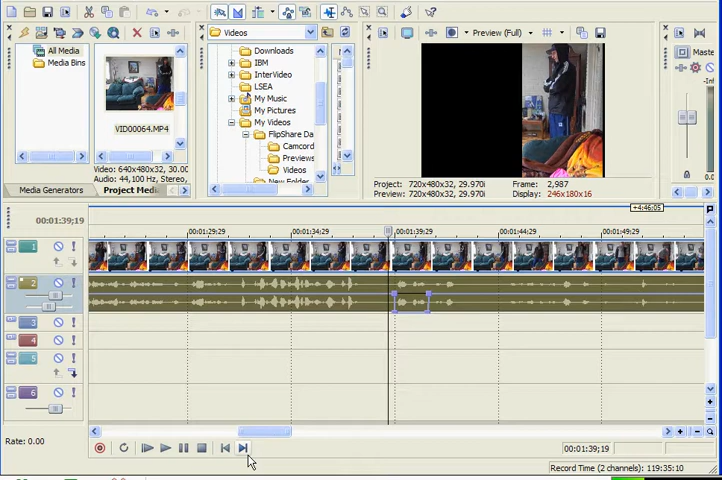 Videos
Preview (Full)
Master
All Media
Media Bins
VID00064.MP4
Video: 640x480x32, 30.00
Audio: 44,100 Hz, Stereo,
Media Generators
Project Media
Downloads
IBM
InterVideo
LSEA
My Music
My Pictures
My Videos
FlipShare Da
Camcord
Previews
Videos
New Folder
-Inf
Project: 720x480x32, 29.970i
Frame: 2,987
Preview: 720x480x32, 29.970i
Display: 246x180x16
00:01:39;19
+4:46:05
00:01:29;29
00:01:34;29
00:01:39;29
00:01:44;29
00:01:49;29
1
2
3
4
5
6
Rate: 0.00
00:01:39;19
Record Time (2 channels): 119:35:10